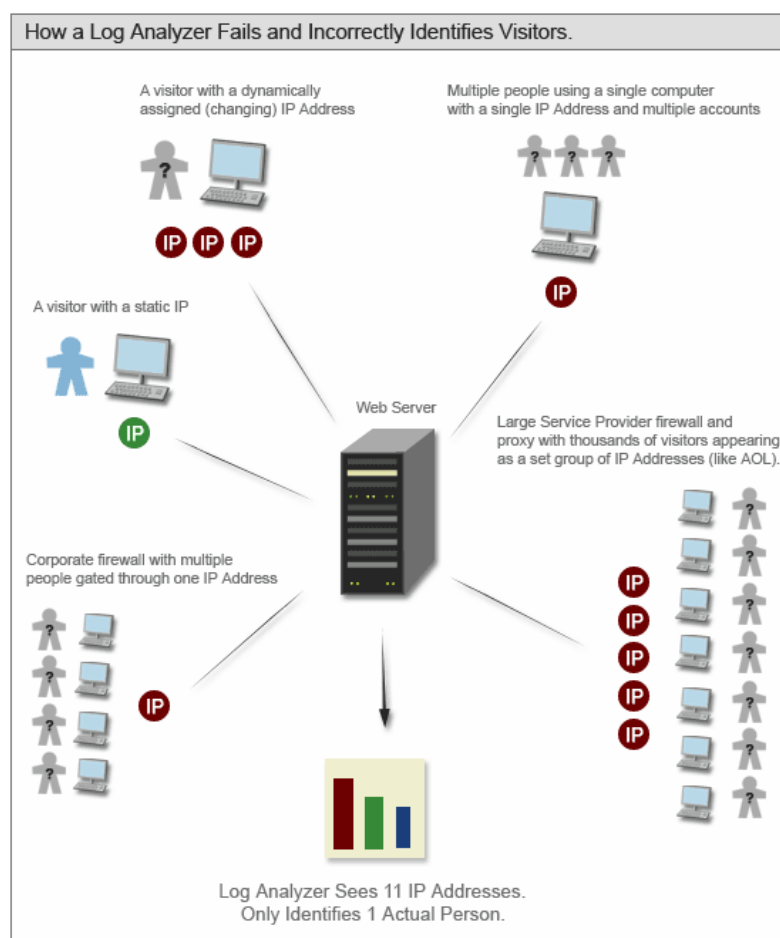 How a Log Analyzer Fails and Incorrectly Identifies Visitors.
A visitor with a dynamically
assigned (changing) IP Address
?
IP IP IP
Multiple people using a single computer
with a single IP Address and multiple accounts
? ? ?
IP
A visitor with a static IP
IP
Web Server
Large Service Provider firewall and
proxy with thousands of visitors appearing
as a set group of IP Addresses (like AOL).
?
?
?
?
?
?
?
IP
IP
IP
IP
IP
Corporate firewall with multiple
people gated through one IP Address
?
?
?
?
IP
Log Analyzer Sees 11 IP Addresses.
Only Identifies 1 Actual Person.